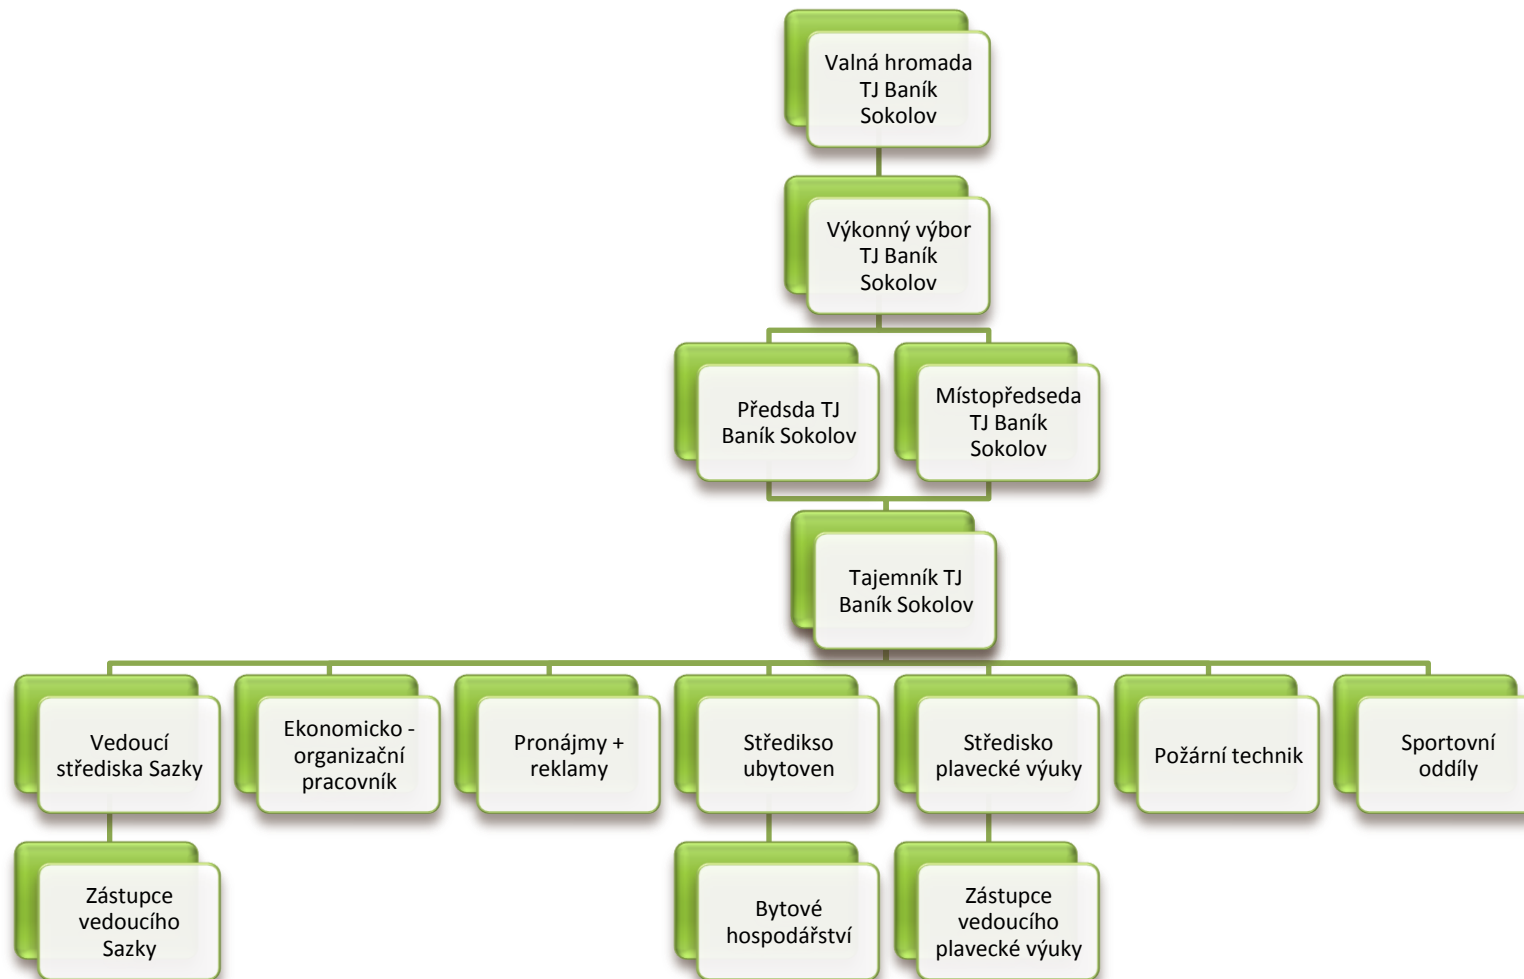 Valná hromada
TJ Baník
Sokolov
Výkonný výbor
TJ Baník
Sokolov
Předsda TJ
Baník Sokolov
Místopředseda
TJ Baník
Sokolov
Tajemník TJ
Baník Sokolov
Vedoucí
střediska Sazky
Ekonomicko -
organizační
pracovník
Pronájmy +
reklamy
Středikso
ubytoven
Středisko
plavecké výuky
Požární technik
Sportovní
oddíly
Zástupce
vedoucího
Sazky
Bytové
hospodářství
Zástupce
vedoucího
plavecké výuky